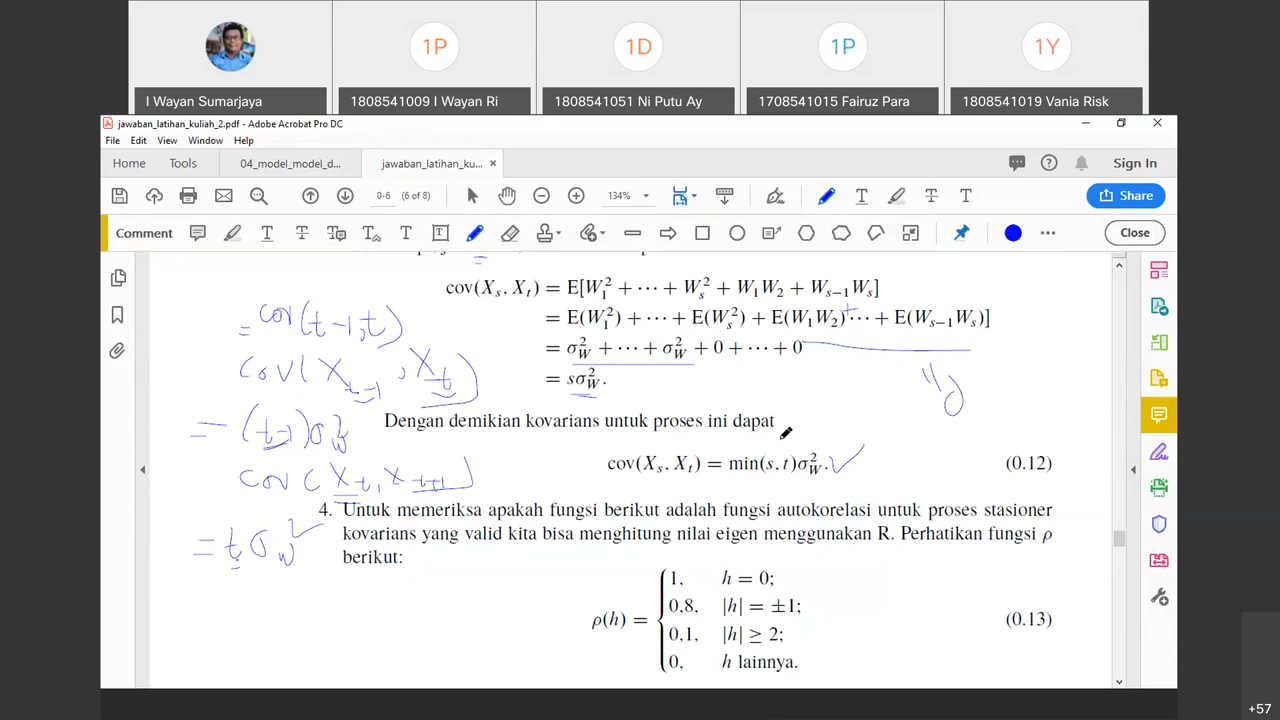 1P
1D
1P
1Y
I Wayan Sumarjaya
1808541009 I Wayan Ri
1808541051 Ni Putu Ay
1708541015 Fairuz Para
1808541019 Vania Risk
jawaban_latihan_kuliah_2.pdf - Adobe Acrobat Pro DC
File Edit View Window Help
Home Tools 04_model_model_d... jawaban_latihan_ku... × Sign In
0-6 (6 of 8) 134% Share
Comment Close
cov(X_s, X_t) = E[W_1^2 + ⋯ + W_s^2 + W_1W_2 + W_{s−1}W_s]
= E(W_1^2) + ⋯ + E(W_s^2) + E(W_1W_2) + ⋯ + E(W_{s−1}W_s)]
= σ_W^2 + ⋯ + σ_W^2 + 0 + ⋯ + 0
= sσ_W^2.
= cov(t-1, t)
cov(X_{t-1}, X_t)
= (t-1)σ_W^2
cov(X_t, X_{t+1})
= t σ_W^2
"0
Dengan demikian kovarians untuk proses ini dapat
cov(X_s, X_t) = min(s, t)σ_W^2. (0.12)
4. Untuk memeriksa apakah fungsi berikut adalah fungsi autokorelasi untuk proses stasioner
kovarians yang valid kita bisa menghitung nilai eigen menggunakan R. Perhatikan fungsi ρ
berikut:
1, h = 0;
0,8, |h| = ±1;
ρ(h) = (0.13)
0,1, |h| ≥ 2;
0, h lainnya.
+57